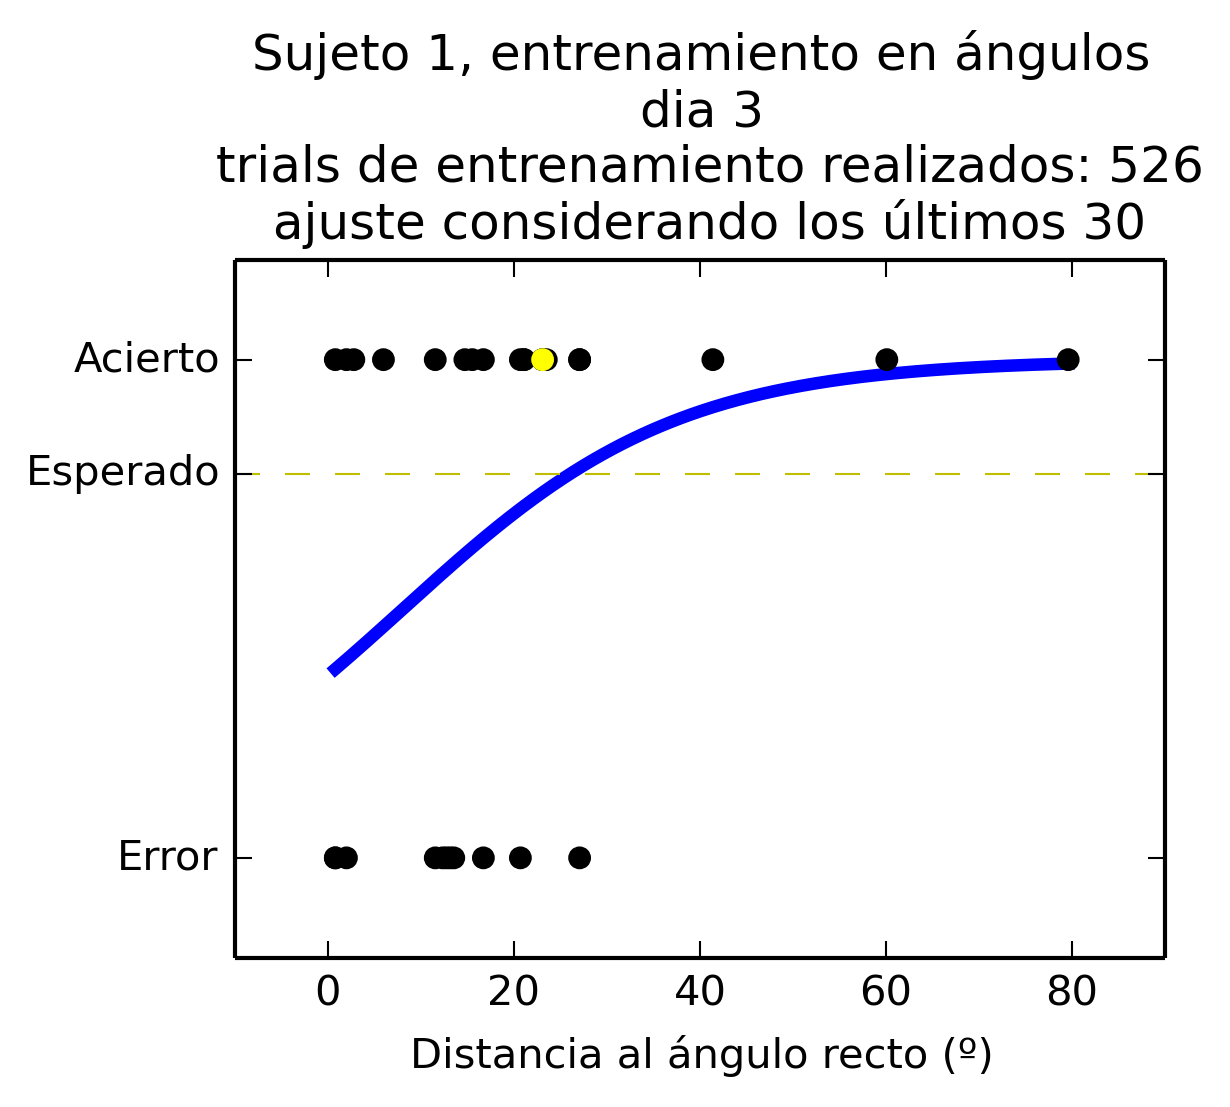 Sujeto 1, entrenamiento en ángulos
dia 3
trials de entrenamiento realizados: 526
ajuste considerando los últimos 30
Acierto
Esperado
Error
0 20 40 60 80
Distancia al ángulo recto (º)